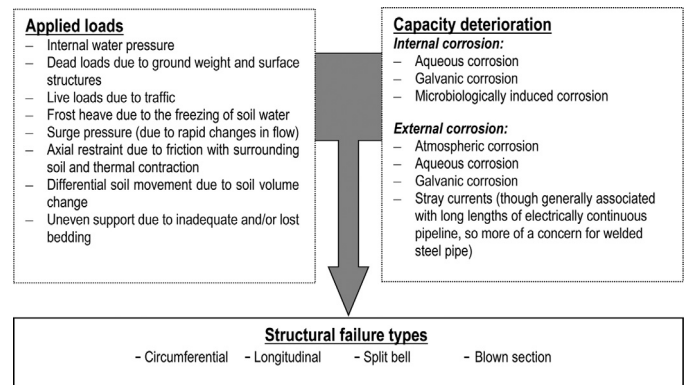 Applied loads
– Internal water pressure
– Dead loads due to ground weight and surface
structures
– Live loads due to traffic
– Frost heave due to the freezing of soil water
– Surge pressure (due to rapid changes in flow)
– Axial restraint due to friction with surrounding
soil and thermal contraction
– Differential soil movement due to soil volume
change
– Uneven support due to inadequate and/or lost
bedding
Capacity deterioration
Internal corrosion:
– Aqueous corrosion
– Galvanic corrosion
– Microbiologically induced corrosion
External corrosion:
– Atmospheric corrosion
– Aqueous corrosion
– Galvanic corrosion
– Stray currents (though generally associated
with long lengths of electrically continuous
pipeline, so more of a concern for welded
steel pipe)
Structural failure types
- Circumferential - Longitudinal - Split bell - Blown section